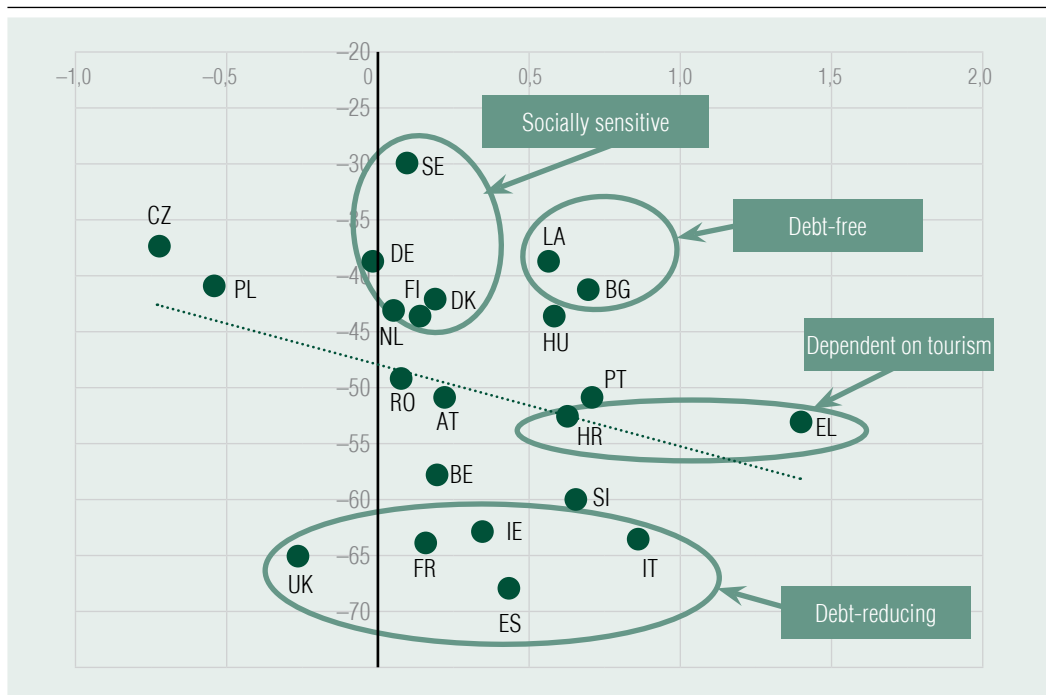 –20
–1,0
–0,5
0
0,5
1,0
1,5
2,0
–25
Socially sensitive
–30
SE
–35
CZ
LA
Debt-free
DE
–40
PL
FI
DK
BG
–45
NL
HU
Dependent on tourism
–50
RO
AT
PT
HR
EL
–55
BE
–60
SI
IE
–65
UK
FR
IT
ES
–70
Debt-reducing